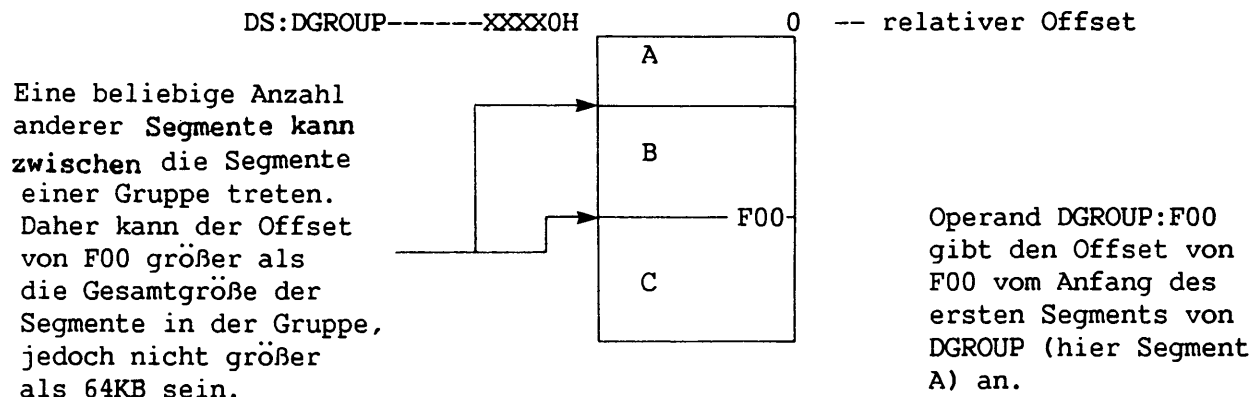 DS:DGROUP------XXXX0H 0 -- relativer Offset
A
Eine beliebige Anzahl
anderer Segmente kann
zwischen die Segmente
einer Gruppe treten.
Daher kann der Offset
von F00 größer als
die Gesamtgröße der
Segmente in der Gruppe,
jedoch nicht größer
als 64KB sein.
B
F00
C
Operand DGROUP:F00
gibt den Offset von
F00 vom Anfang des
ersten Segments von
DGROUP (hier Segment
A) an.